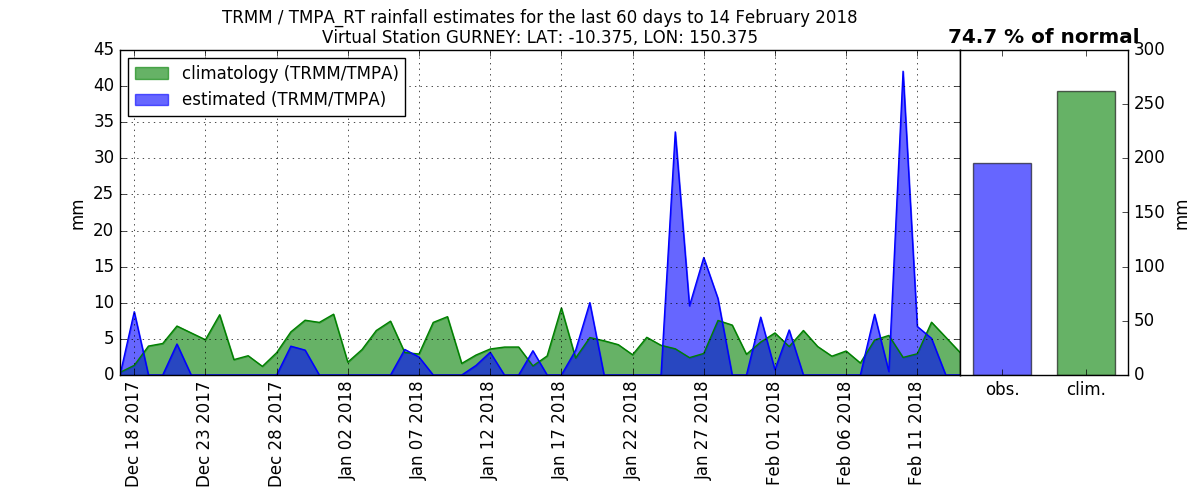 TRMM / TMPA_RT rainfall estimates for the last 60 days to 14 February 2018
Virtual Station GURNEY: LAT: -10.375, LON: 150.375
74.7 % of normal
climatology (TRMM/TMPA)
estimated (TRMM/TMPA)
45
40
35
30
25
20
15
10
5
0
mm
Dec 18 2017
Dec 23 2017
Dec 28 2017
Jan 02 2018
Jan 07 2018
Jan 12 2018
Jan 17 2018
Jan 22 2018
Jan 27 2018
Feb 01 2018
Feb 06 2018
Feb 11 2018
obs.
clim.
300
250
200
150
100
50
0
mm